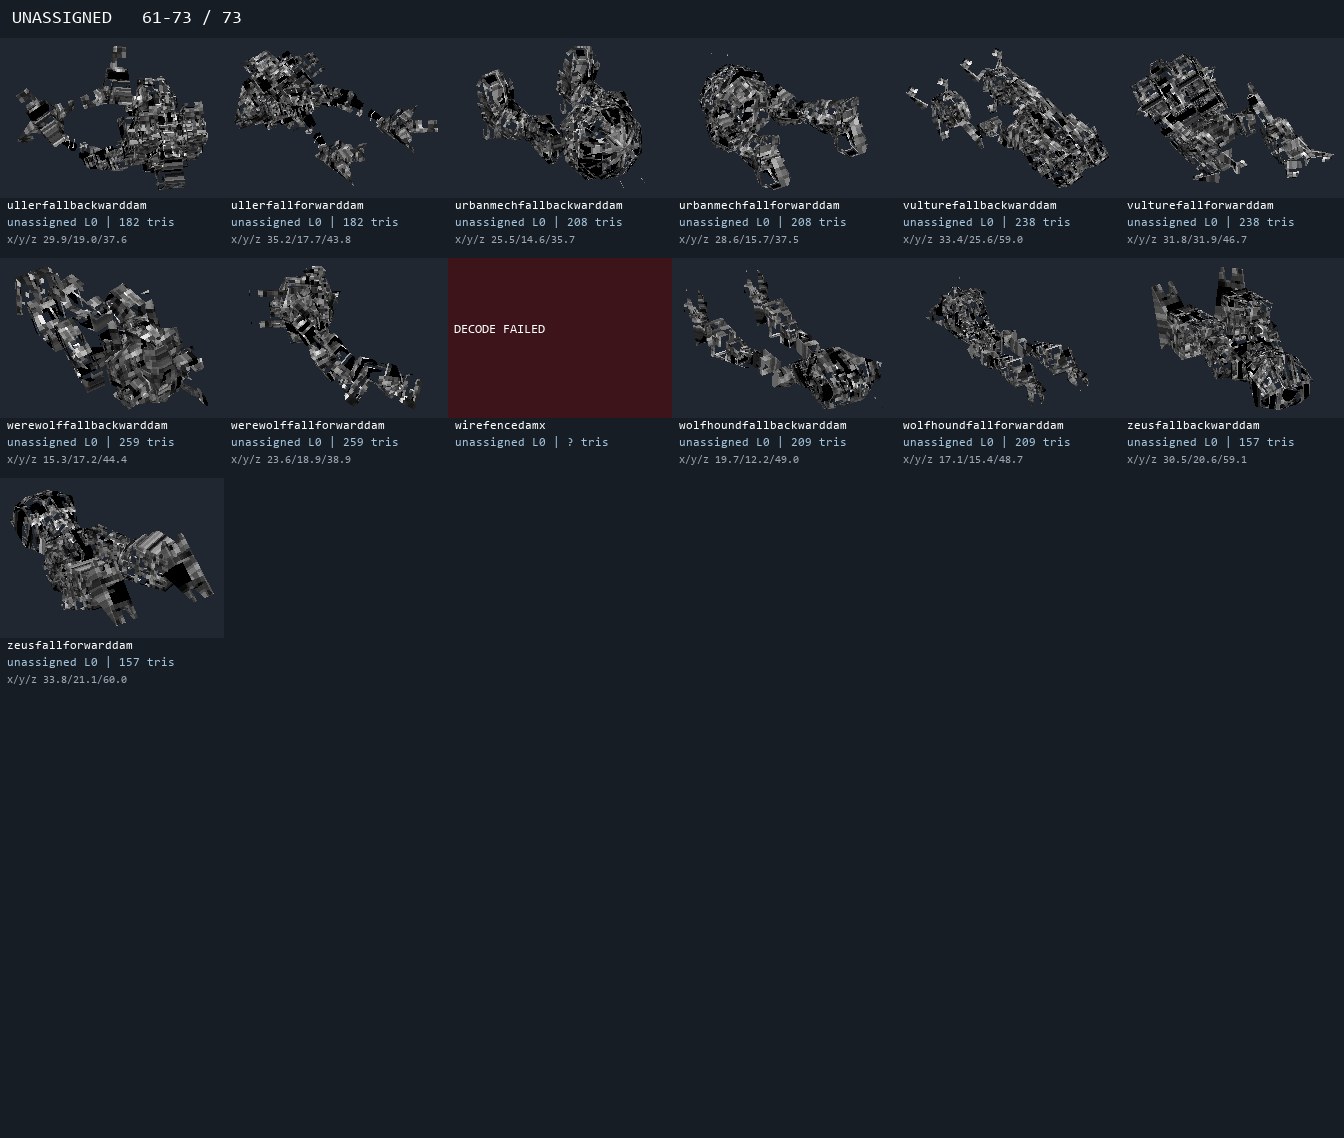 UNASSIGNED 61-73 / 73
ullerfallbackwarddam
unassigned L0 | 182 tris
x/y/z 29.9/19.0/37.6
ullerfallforwarddam
unassigned L0 | 182 tris
x/y/z 35.2/17.7/43.8
urbanmechfallbackwarddam
unassigned L0 | 208 tris
x/y/z 25.5/14.6/35.7
urbanmechfallforwarddam
unassigned L0 | 208 tris
x/y/z 28.6/15.7/37.5
vulturefallbackwarddam
unassigned L0 | 238 tris
x/y/z 33.4/25.6/59.0
vulturefallforwarddam
unassigned L0 | 238 tris
x/y/z 31.8/31.9/46.7
werewolffallbackwarddam
unassigned L0 | 259 tris
x/y/z 15.3/17.2/44.4
werewolffallforwarddam
unassigned L0 | 259 tris
x/y/z 23.6/18.9/38.9
DECODE FAILED
wirefencedamx
unassigned L0 | ? tris
wolfhoundfallbackwarddam
unassigned L0 | 209 tris
x/y/z 19.7/12.2/49.0
wolfhoundfallforwarddam
unassigned L0 | 209 tris
x/y/z 17.1/15.4/48.7
zeusfallbackwarddam
unassigned L0 | 157 tris
x/y/z 30.5/20.6/59.1
zeusfallforwarddam
unassigned L0 | 157 tris
x/y/z 33.8/21.1/60.0